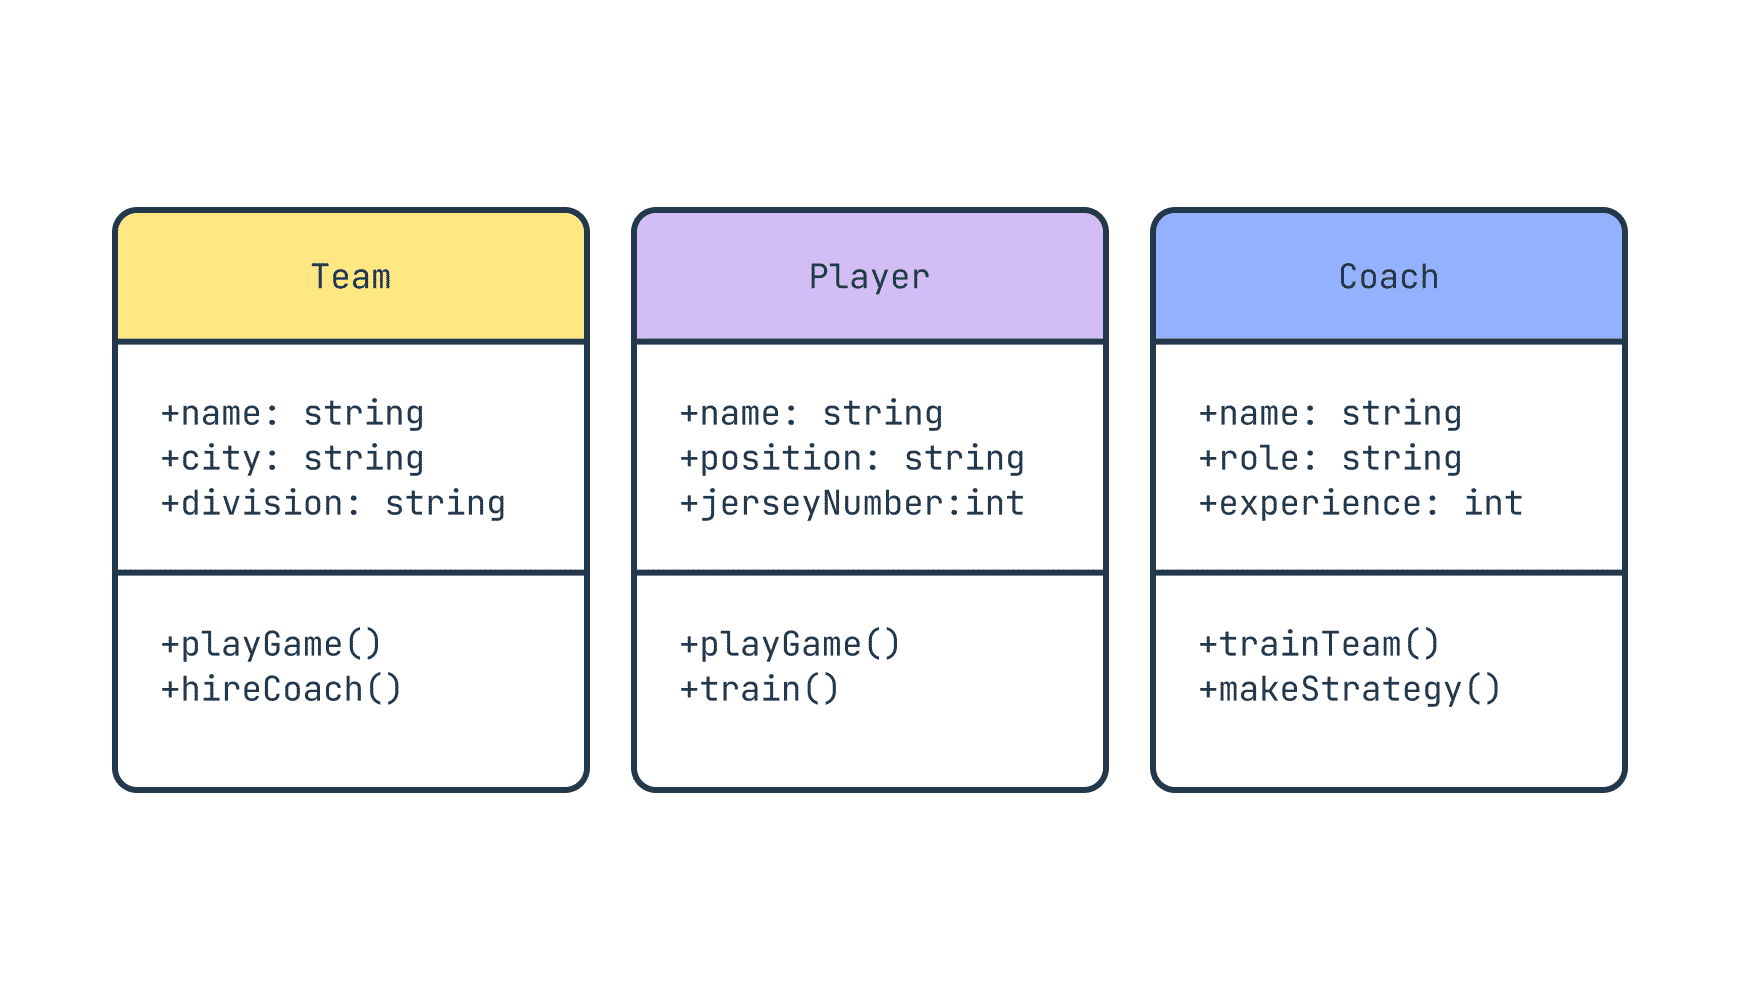 Team
+name: string
+city: string
+division: string
+playGame()
+hireCoach()
Player
+name: string
+position: string
+jerseyNumber:int
+playGame()
+train()
Coach
+name: string
+role: string
+experience: int
+trainTeam()
+makeStrategy()